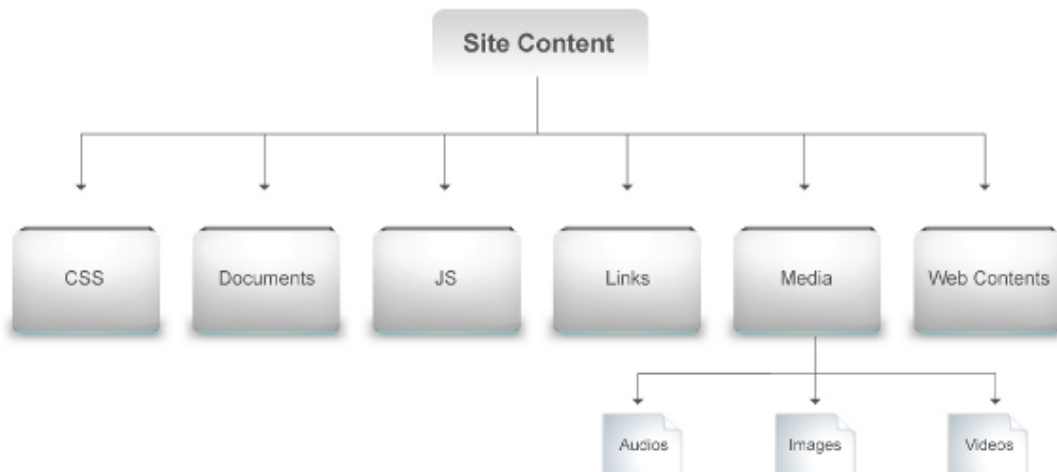 Site Content
CSS
Documents
JS
Links
Media
Web Contents
Audios
Images
Videos